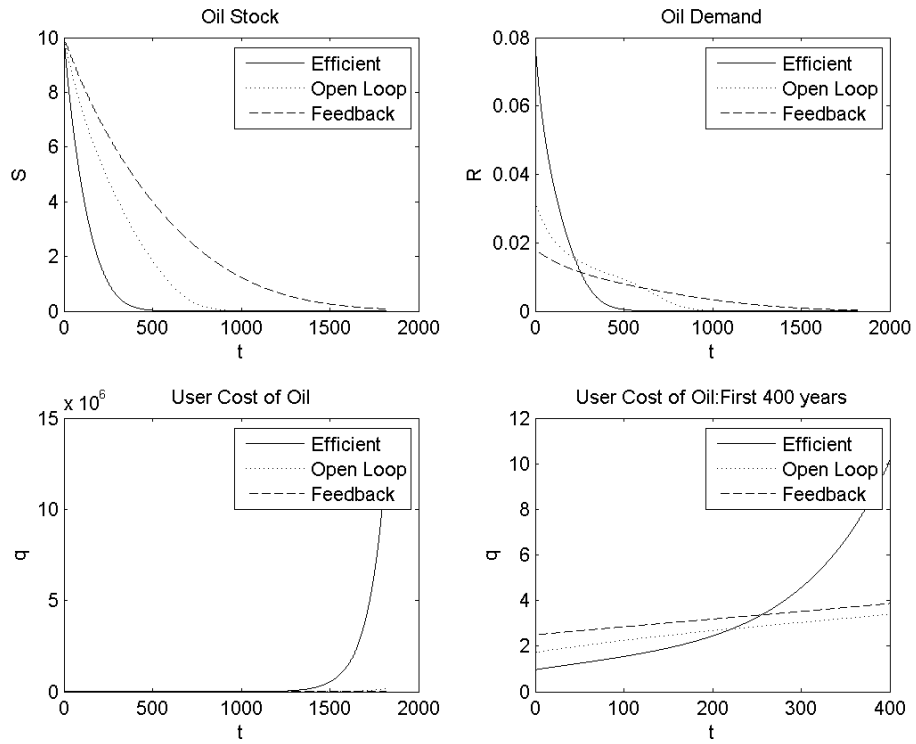 Oil Stock
10
8
6
4
2
0
S
0 500 1000 1500 2000
t
Efficient
Open Loop
Feedback
Oil Demand
0.08
0.06
0.04
0.02
0
R
0 500 1000 1500 2000
t
Efficient
Open Loop
Feedback
User Cost of Oil
x 10^6
15
10
5
0
q
0 500 1000 1500 2000
t
Efficient
Open Loop
Feedback
User Cost of Oil:First 400 years
12
10
8
6
4
2
0
q
0 100 200 300 400
t
Efficient
Open Loop
Feedback